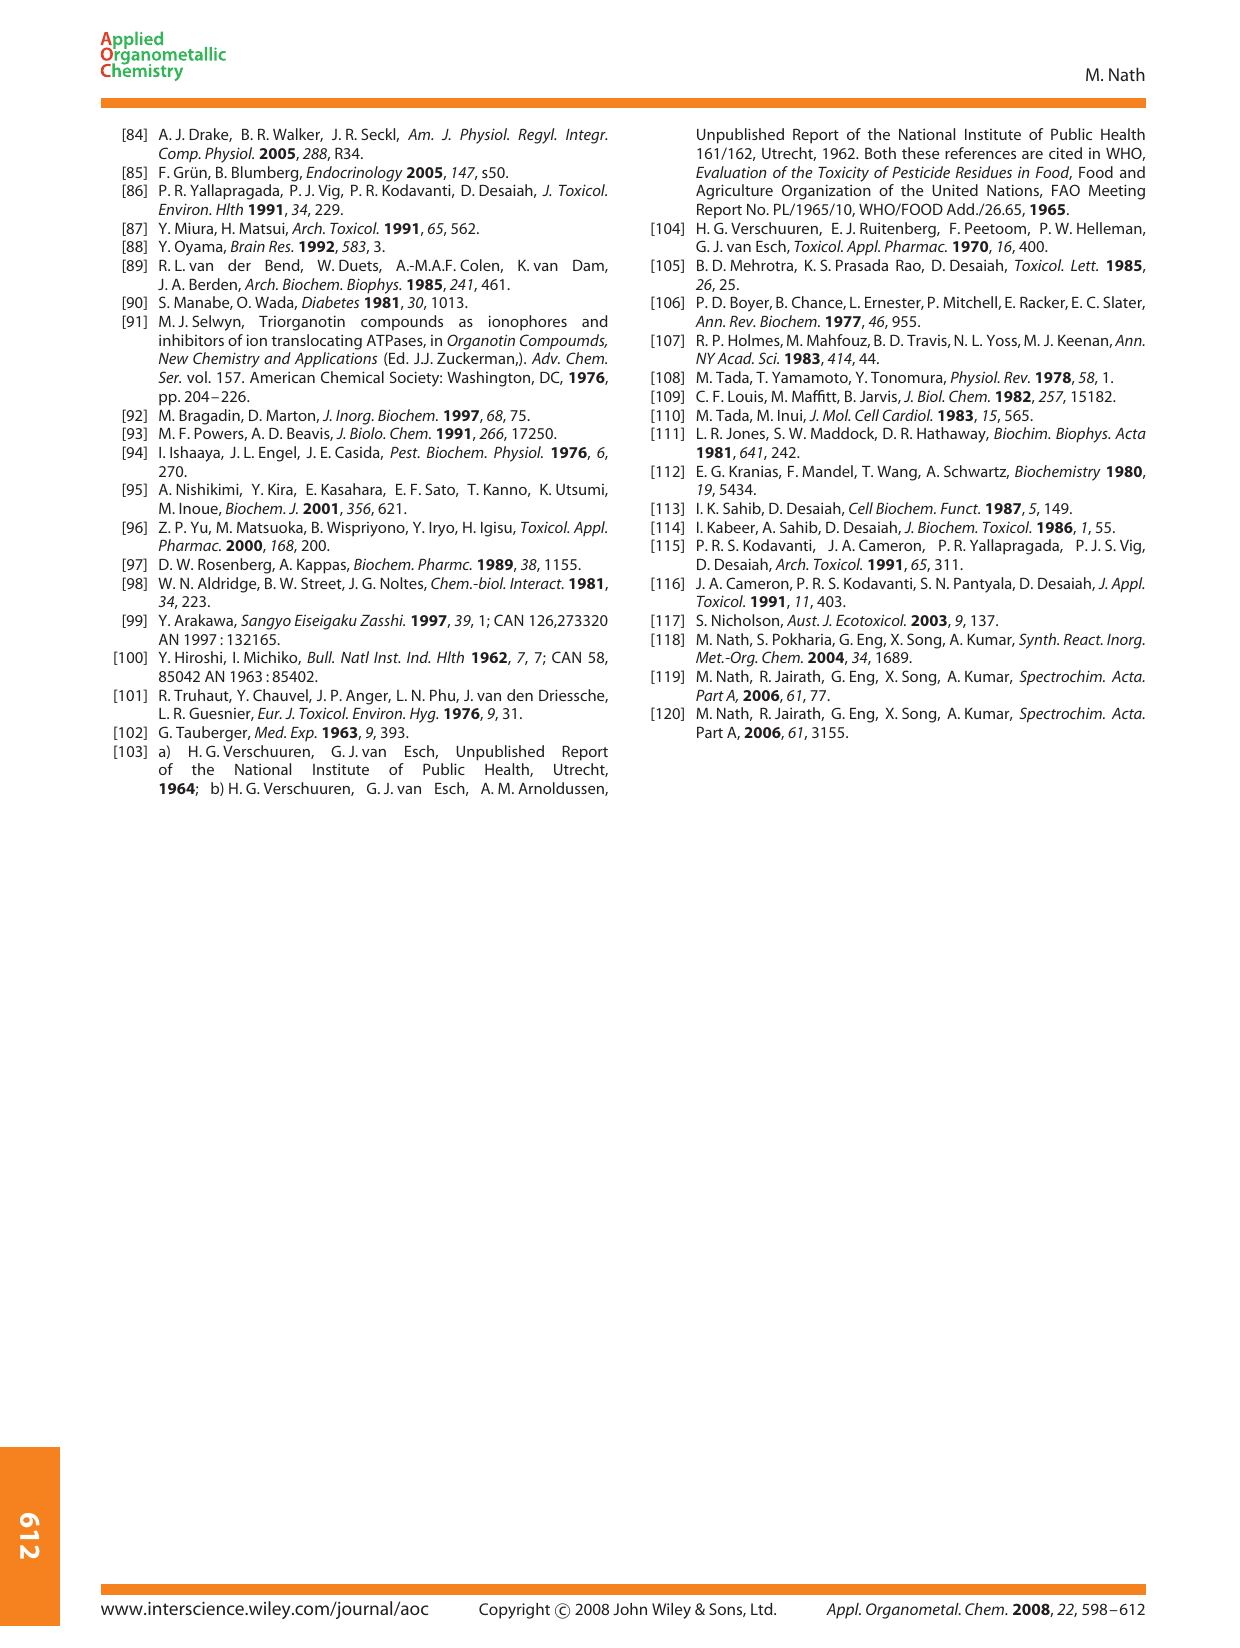 Applied
Organometallic
Chemistry
M. Nath
[84] A. J. Drake, B. R. Walker, J. R. Seckl, Am. J. Physiol. Regyl. Integr.
Comp. Physiol. 2005, 288, R34.
[85] F. Grün, B. Blumberg, Endocrinology 2005, 147, s50.
[86] P. R. Yallapragada, P. J. Vig, P. R. Kodavanti, D. Desaiah, J. Toxicol.
Environ. Hlth 1991, 34, 229.
[87] Y. Miura, H. Matsui, Arch. Toxicol. 1991, 65, 562.
[88] Y. Oyama, Brain Res. 1992, 583, 3.
[89] R. L. van der Bend, W. Duets, A.-M.A.F. Colen, K. van Dam,
J. A. Berden, Arch. Biochem. Biophys. 1985, 241, 461.
[90] S. Manabe, O. Wada, Diabetes 1981, 30, 1013.
[91] M. J. Selwyn, Triorganotin compounds as ionophores and
inhibitors of ion translocating ATPases, in Organotin Compoumds,
New Chemistry and Applications (Ed. J.J. Zuckerman,). Adv. Chem.
Ser. vol. 157. American Chemical Society: Washington, DC, 1976,
pp. 204–226.
[92] M. Bragadin, D. Marton, J. Inorg. Biochem. 1997, 68, 75.
[93] M. F. Powers, A. D. Beavis, J. Biolo. Chem. 1991, 266, 17250.
[94] I. Ishaaya, J. L. Engel, J. E. Casida, Pest. Biochem. Physiol. 1976, 6,
270.
[95] A. Nishikimi, Y. Kira, E. Kasahara, E. F. Sato, T. Kanno, K. Utsumi,
M. Inoue, Biochem. J. 2001, 356, 621.
[96] Z. P. Yu, M. Matsuoka, B. Wispriyono, Y. Iryo, H. Igisu, Toxicol. Appl.
Pharmac. 2000, 168, 200.
[97] D. W. Rosenberg, A. Kappas, Biochem. Pharmc. 1989, 38, 1155.
[98] W. N. Aldridge, B. W. Street, J. G. Noltes, Chem.-biol. Interact. 1981,
34, 223.
[99] Y. Arakawa, Sangyo Eiseigaku Zasshi. 1997, 39, 1; CAN 126,273320
AN 1997 : 132165.
[100] Y. Hiroshi, I. Michiko, Bull. Natl Inst. Ind. Hlth 1962, 7, 7; CAN 58,
85042 AN 1963 : 85402.
[101] R. Truhaut, Y. Chauvel, J. P. Anger, L. N. Phu, J. van den Driessche,
L. R. Guesnier, Eur. J. Toxicol. Environ. Hyg. 1976, 9, 31.
[102] G. Tauberger, Med. Exp. 1963, 9, 393.
[103] a) H. G. Verschuuren, G. J. van Esch, Unpublished Report
of the National Institute of Public Health, Utrecht,
1964; b) H. G. Verschuuren, G. J. van Esch, A. M. Arnoldussen,
Unpublished Report of the National Institute of Public Health
161/162, Utrecht, 1962. Both these references are cited in WHO,
Evaluation of the Toxicity of Pesticide Residues in Food, Food and
Agriculture Organization of the United Nations, FAO Meeting
Report No. PL/1965/10, WHO/FOOD Add./26.65, 1965.
[104] H. G. Verschuuren, E. J. Ruitenberg, F. Peetoom, P. W. Helleman,
G. J. van Esch, Toxicol. Appl. Pharmac. 1970, 16, 400.
[105] B. D. Mehrotra, K. S. Prasada Rao, D. Desaiah, Toxicol. Lett. 1985,
26, 25.
[106] P. D. Boyer, B. Chance, L. Ernester, P. Mitchell, E. Racker, E. C. Slater,
Ann. Rev. Biochem. 1977, 46, 955.
[107] R. P. Holmes, M. Mahfouz, B. D. Travis, N. L. Yoss, M. J. Keenan, Ann.
NY Acad. Sci. 1983, 414, 44.
[108] M. Tada, T. Yamamoto, Y. Tonomura, Physiol. Rev. 1978, 58, 1.
[109] C. F. Louis, M. Maffitt, B. Jarvis, J. Biol. Chem. 1982, 257, 15182.
[110] M. Tada, M. Inui, J. Mol. Cell Cardiol. 1983, 15, 565.
[111] L. R. Jones, S. W. Maddock, D. R. Hathaway, Biochim. Biophys. Acta
1981, 641, 242.
[112] E. G. Kranias, F. Mandel, T. Wang, A. Schwartz, Biochemistry 1980,
19, 5434.
[113] I. K. Sahib, D. Desaiah, Cell Biochem. Funct. 1987, 5, 149.
[114] I. Kabeer, A. Sahib, D. Desaiah, J. Biochem. Toxicol. 1986, 1, 55.
[115] P. R. S. Kodavanti, J. A. Cameron, P. R. Yallapragada, P. J. S. Vig,
D. Desaiah, Arch. Toxicol. 1991, 65, 311.
[116] J. A. Cameron, P. R. S. Kodavanti, S. N. Pantyala, D. Desaiah, J. Appl.
Toxicol. 1991, 11, 403.
[117] S. Nicholson, Aust. J. Ecotoxicol. 2003, 9, 137.
[118] M. Nath, S. Pokharia, G. Eng, X. Song, A. Kumar, Synth. React. Inorg.
Met.-Org. Chem. 2004, 34, 1689.
[119] M. Nath, R. Jairath, G. Eng, X. Song, A. Kumar, Spectrochim. Acta.
Part A, 2006, 61, 77.
[120] M. Nath, R. Jairath, G. Eng, X. Song, A. Kumar, Spectrochim. Acta.
Part A, 2006, 61, 3155.
612
www.interscience.wiley.com/journal/aoc Copyright © 2008 John Wiley & Sons, Ltd. Appl. Organometal. Chem. 2008, 22, 598–612